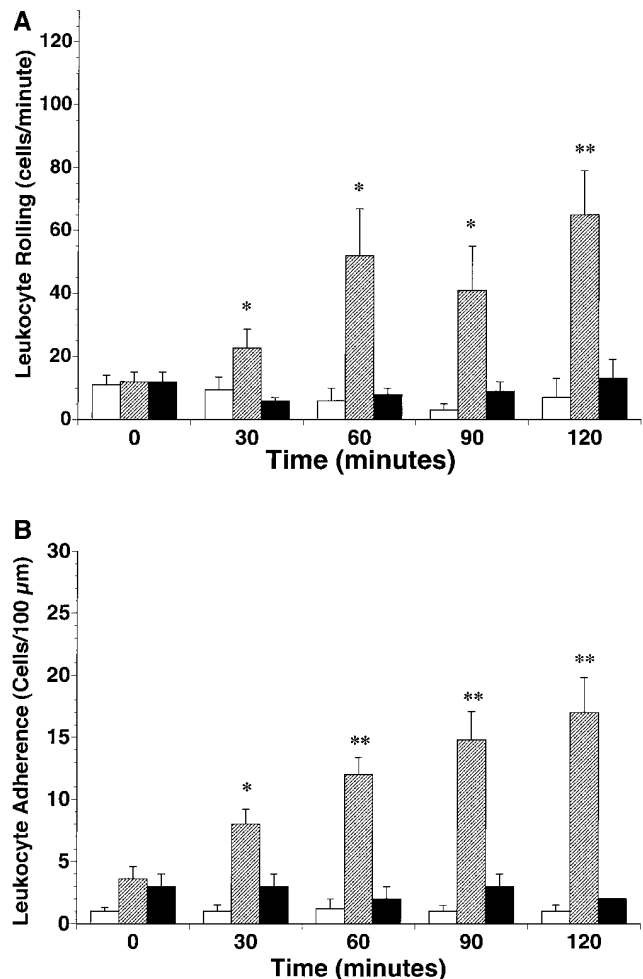 A
Leukocyte Rolling (cells/minute)
120
100
80
60
40
20
0
*
*
*
**
0 30 60 90 120
Time (minutes)
B
Leukocyte Adherence (Cells/100 µm)
30
25
20
15
10
5
0
*
**
**
**
0 30 60 90 120
Time (minutes)